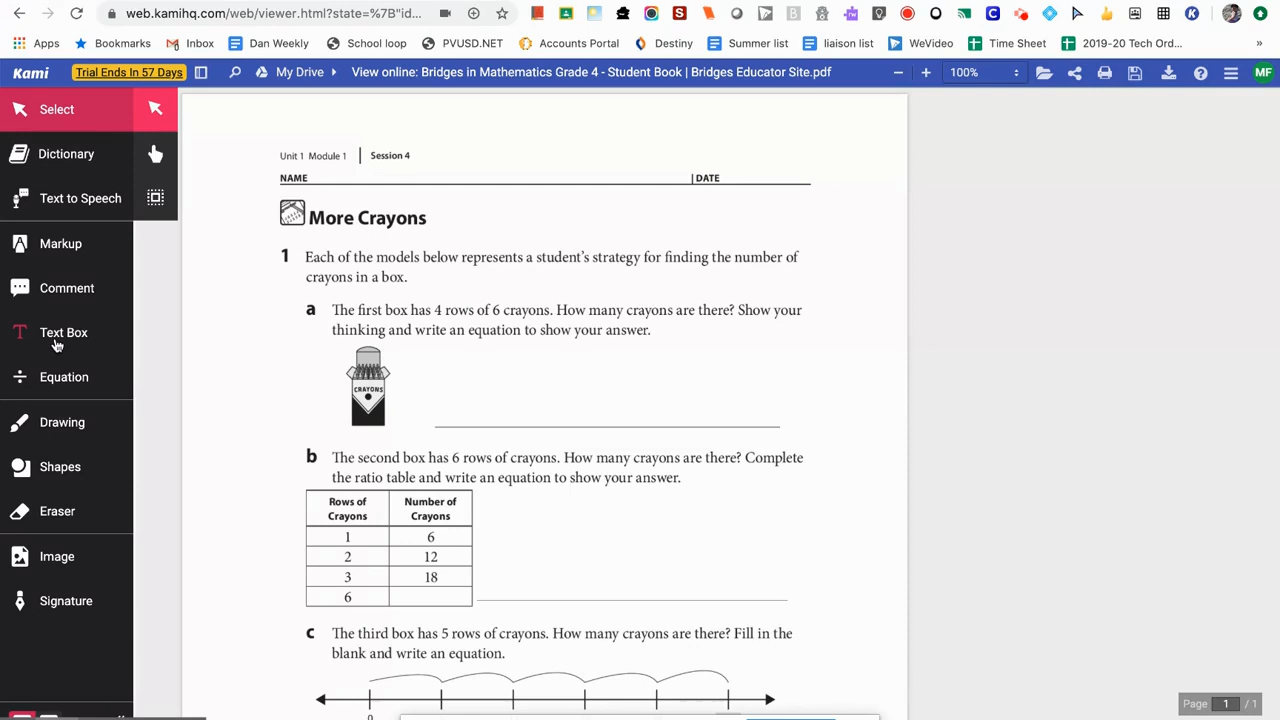 web.kamihq.com/web/viewer.html?state=%7B"id...
Apps Bookmarks Inbox Dan Weekly School loop PVUSD.NET Accounts Portal Destiny Summer list liaison list WeVideo Time Sheet 2019-20 Tech Ord... »
Kami Trial Ends In 57 Days My Drive View online: Bridges in Mathematics Grade 4 - Student Book | Bridges Educator Site.pdf 100% MF
Select
Dictionary
Text to Speech
Markup
Comment
Text Box
Equation
Drawing
Shapes
Eraser
Image
Signature
Unit 1 Module 1 | Session 4
NAME | DATE
More Crayons
1 Each of the models below represents a student's strategy for finding the number of
crayons in a box.
a The first box has 4 rows of 6 crayons. How many crayons are there? Show your
thinking and write an equation to show your answer.
CRAYONS
b The second box has 6 rows of crayons. How many crayons are there? Complete
the ratio table and write an equation to show your answer.
Rows of Number of
Crayons Crayons
1 6
2 12
3 18
6
c The third box has 5 rows of crayons. How many crayons are there? Fill in the
blank and write an equation.
0
Page 1 / 1